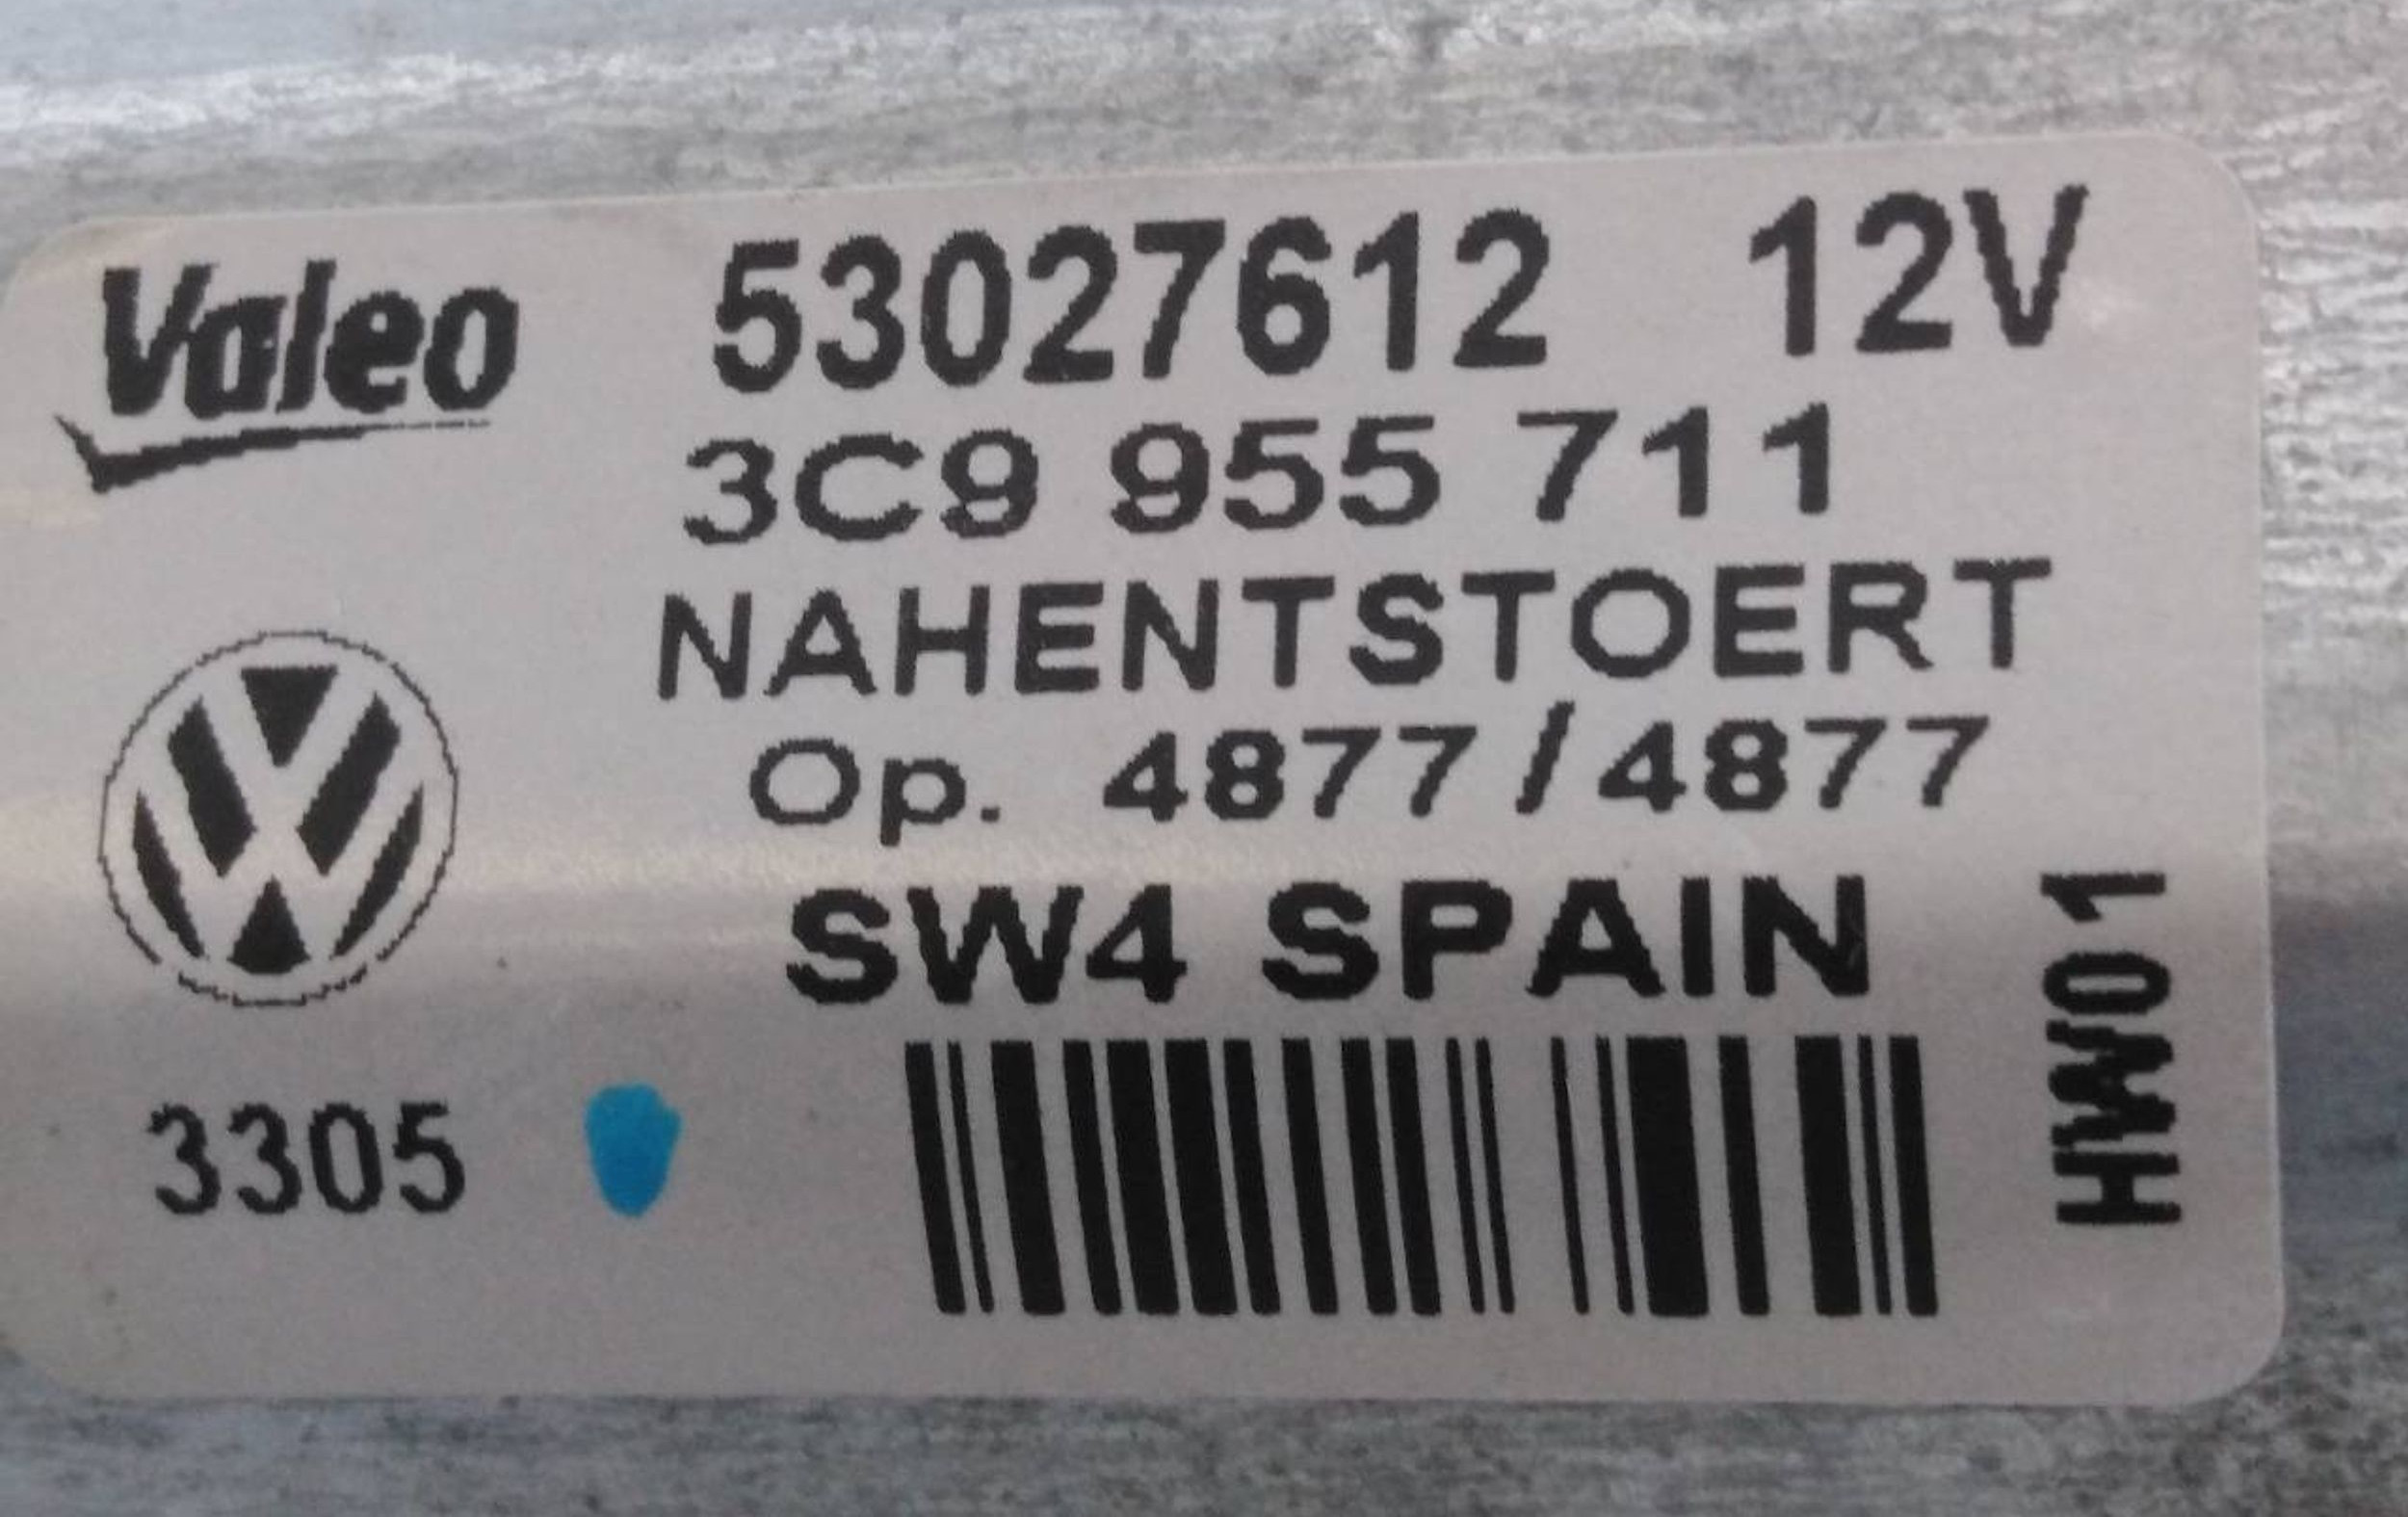 Valeo 53027612 12V
3C9 955 711
NAHENTSTOERT
Op. 4877/4877
SW4 SPAIN
HW01
3305